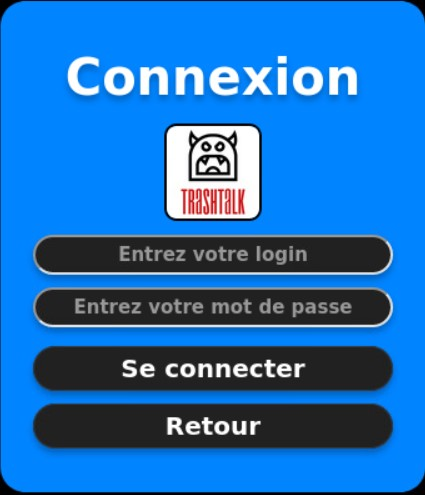 Connexion
TRASHTALK
Entrez votre login
Entrez votre mot de passe
Se connecter
Retour